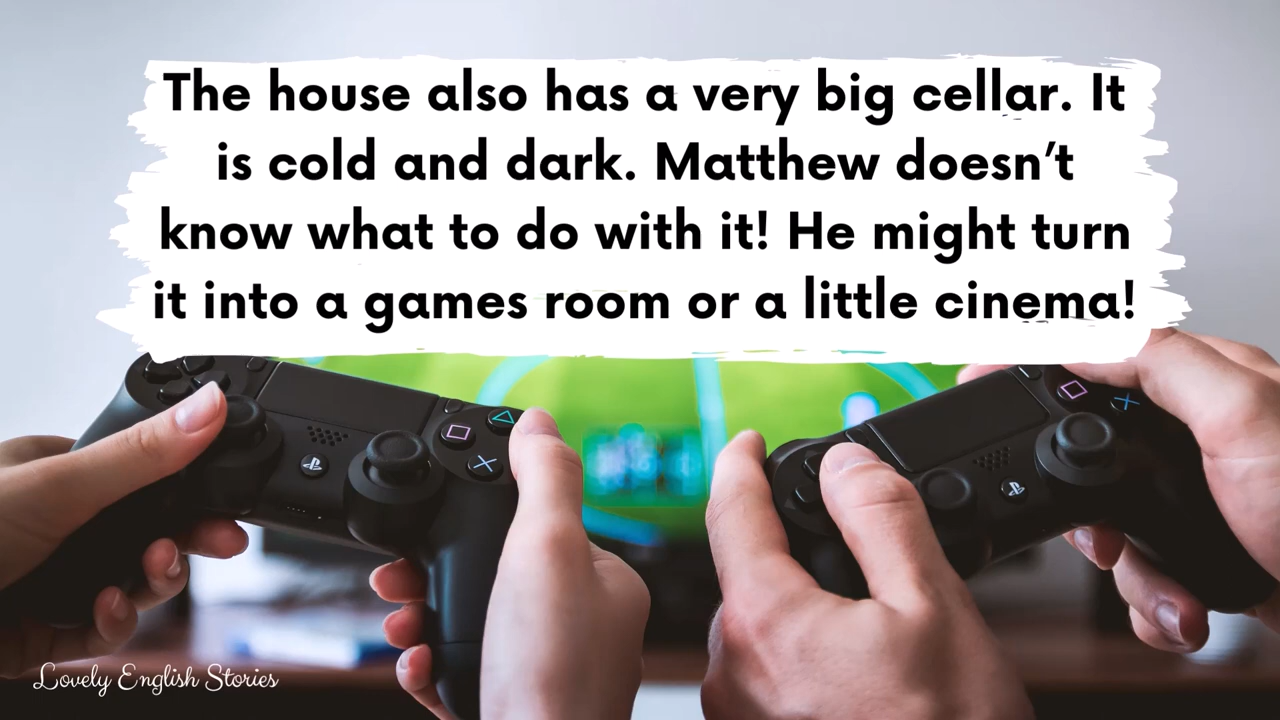 The house also has a very big cellar. It
is cold and dark. Matthew doesn’t
know what to do with it! He might turn
it into a games room or a little cinema!
Lovely English Stories